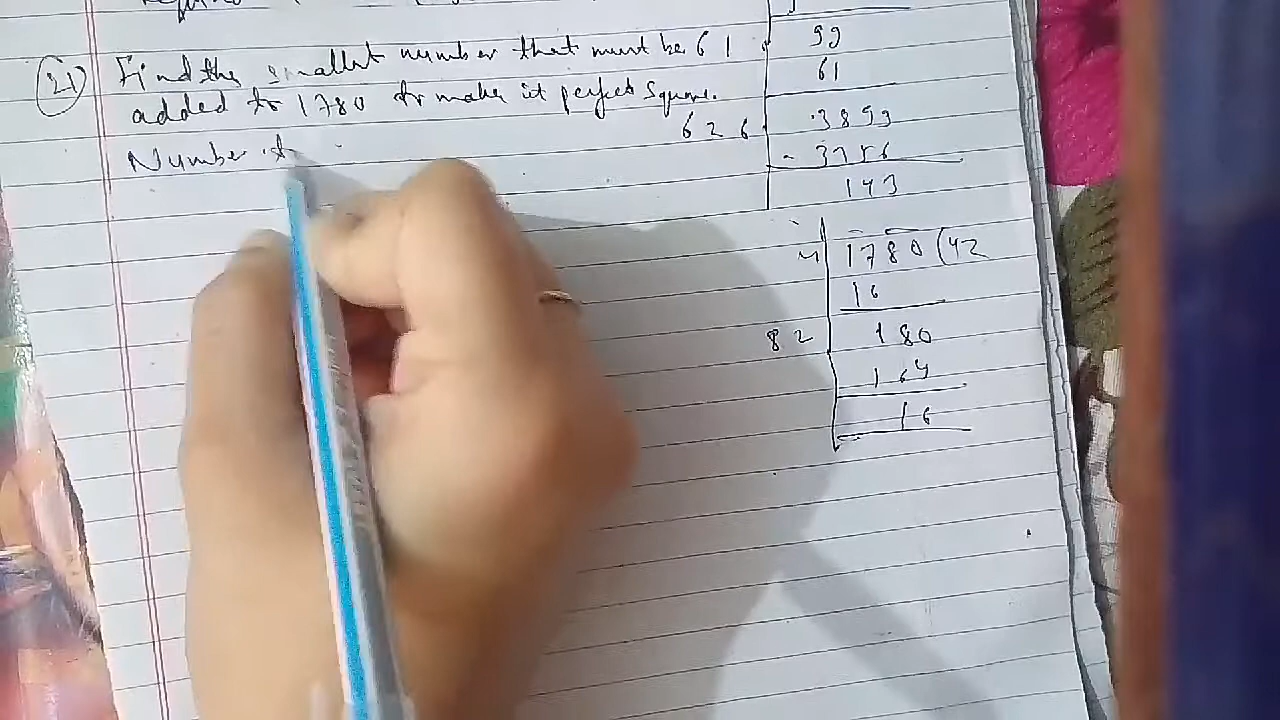 (21) Find the smallest number that must be
added to 1780 to make it perfect square.
Number
61
99
61
626
3893
- 3756
143
4 1780 (42
16
82 180
164
16